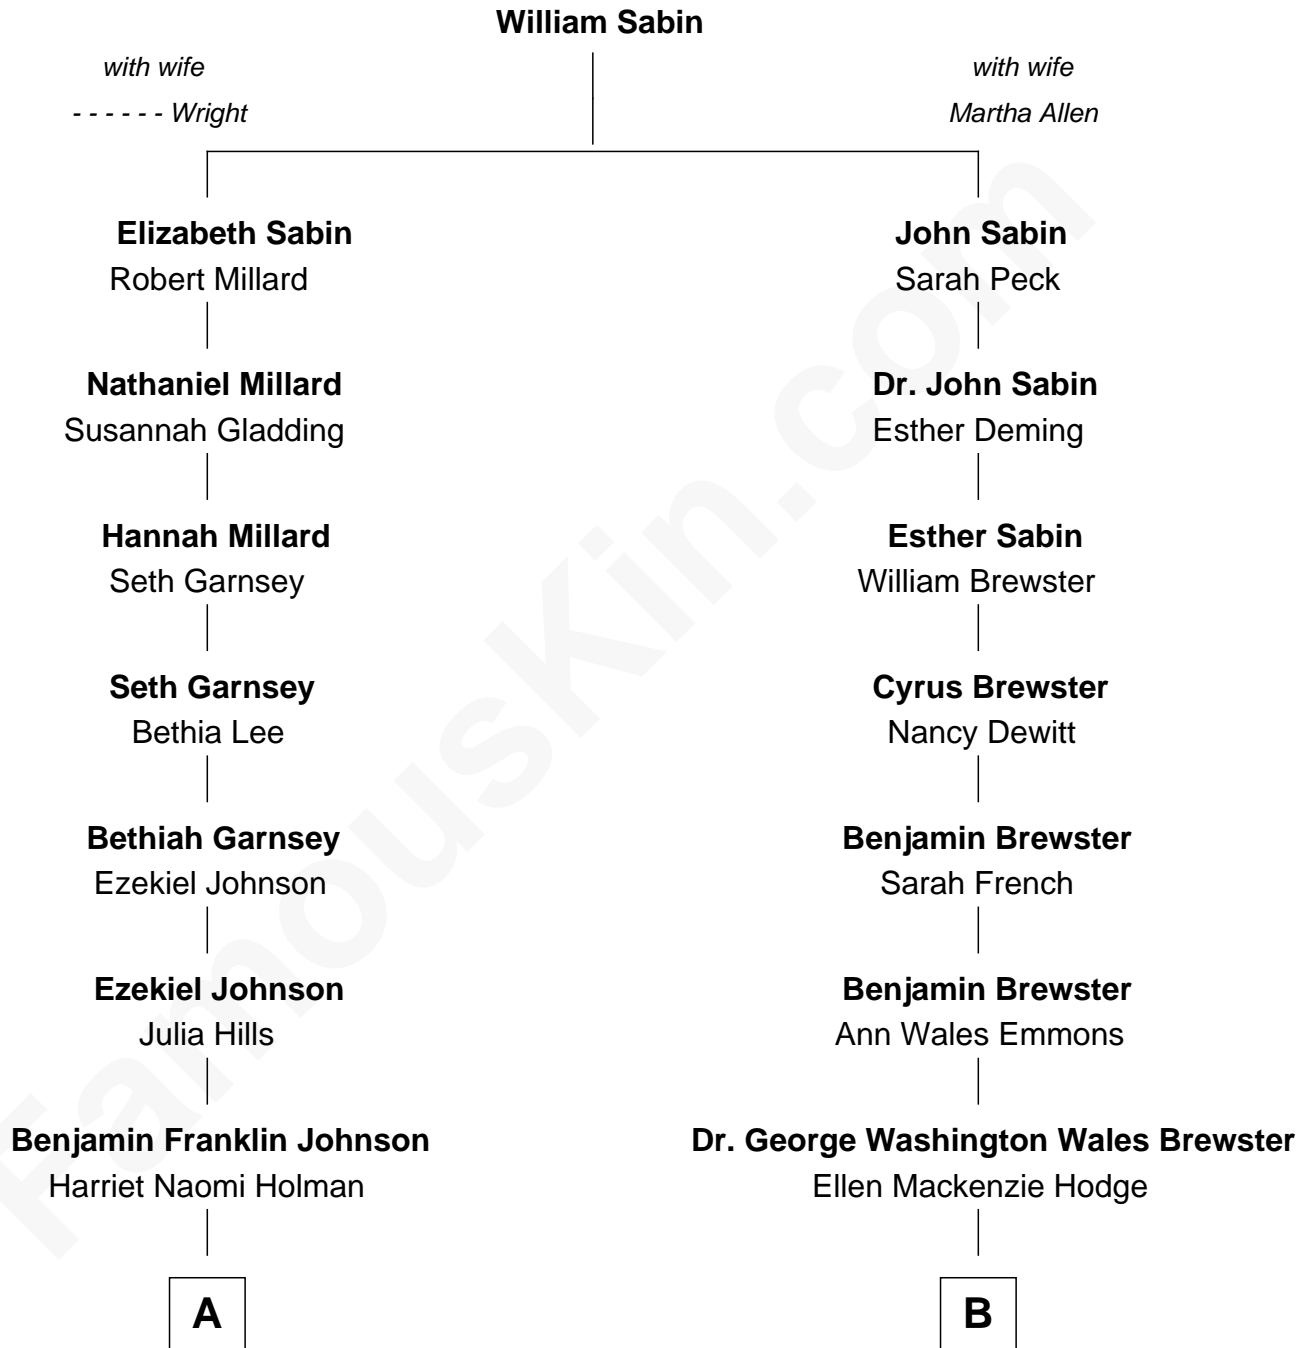 William Sabin
with wife
- - - - - - Wright
with wife
Martha Allen
Elizabeth Sabin
Robert Millard
John Sabin
Sarah Peck
Nathaniel Millard
Susannah Gladding
Dr. John Sabin
Esther Deming
Hannah Millard
Seth Garnsey
Esther Sabin
William Brewster
Seth Garnsey
Bethia Lee
Cyrus Brewster
Nancy Dewitt
Bethiah Garnsey
Ezekiel Johnson
Benjamin Brewster
Sarah French
Ezekiel Johnson
Julia Hills
Benjamin Brewster
Ann Wales Emmons
Benjamin Franklin Johnson
Harriet Naomi Holman
Dr. George Washington Wales Brewster
Ellen Mackenzie Hodge
A
B
FamousKin.com